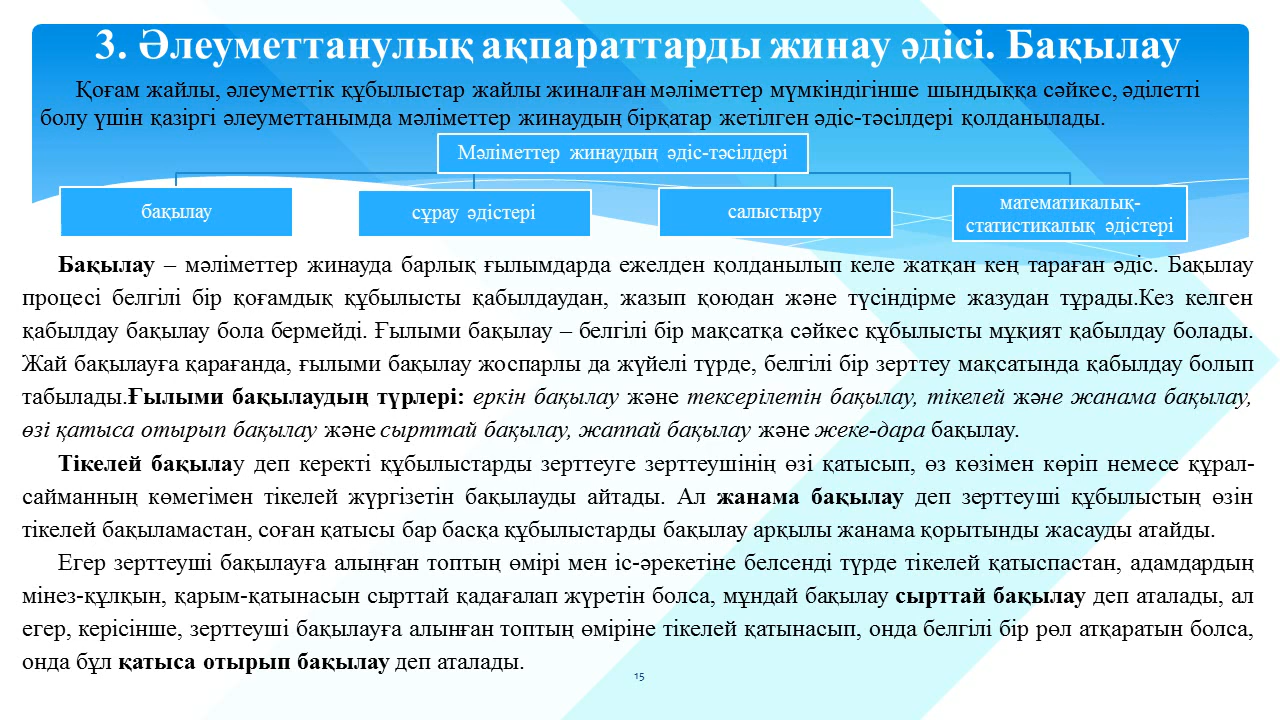 3. Әлеуметтанулық ақпараттарды жинау әдісі. Бақылау
Қоғам жайлы, әлеуметтік құбылыстар жайлы жиналған мәліметтер мүмкіндігінше шындыққа сәйкес, әділетті
болу үшін қазіргі әлеуметтанымда мәліметтер жинаудың бірқатар жетілген әдіс-тәсілдері қолданылады.
Мәліметтер жинаудың әдіс-тәсілдері
бақылау
сұрау әдістері
салыстыру
математикалық-
статистикалық әдістері
Бақылау – мәліметтер жинауда барлық ғылымдарда ежелден қолданылып келе жатқан кең тараған әдіс. Бақылау
процесі белгілі бір қоғамдық құбылысты қабылдаудан, жазып қоюдан және түсіндірме жазудан тұрады.Кез келген
қабылдау бақылау бола бермейді. Ғылыми бақылау – белгілі бір мақсатқа сәйкес құбылысты мұқият қабылдау болады.
Жай бақылауға қарағанда, ғылыми бақылау жоспарлы да жүйелі түрде, белгілі бір зерттеу мақсатында қабылдау болып
табылады.Ғылыми бақылаудың түрлері: еркін бақылау және тексерілетін бақылау, тікелей және жанама бақылау,
өзі қатыса отырып бақылау және сырттай бақылау, жаппай бақылау және жеке-дара бақылау.
Тікелей бақылау деп керекті құбылыстарды зерттеуге зерттеушінің өзі қатысып, өз көзімен көріп немесе құрал-
сайманның көмегімен тікелей жүргізетін бақылауды айтады. Ал жанама бақылау деп зерттеуші құбылыстың өзін
тікелей бақыламастан, соған қатысы бар басқа құбылыстарды бақылау арқылы жанама қорытынды жасауды атайды.
Егер зерттеуші бақылауға алыңған топтың өмірі мен іс-әрекетіне белсенді түрде тікелей қатыспастан, адамдардың
мінез-құлқын, қарым-қатынасын сырттай қадағалап жүретін болса, мұндай бақылау сырттай бақылау деп аталады, ал
егер, керісінше, зерттеуші бақылауға алынған топтың өміріне тікелей қатынасып, онда белгілі бір рөл атқаратын болса,
онда бұл қатыса отырып бақылау деп аталады.
15